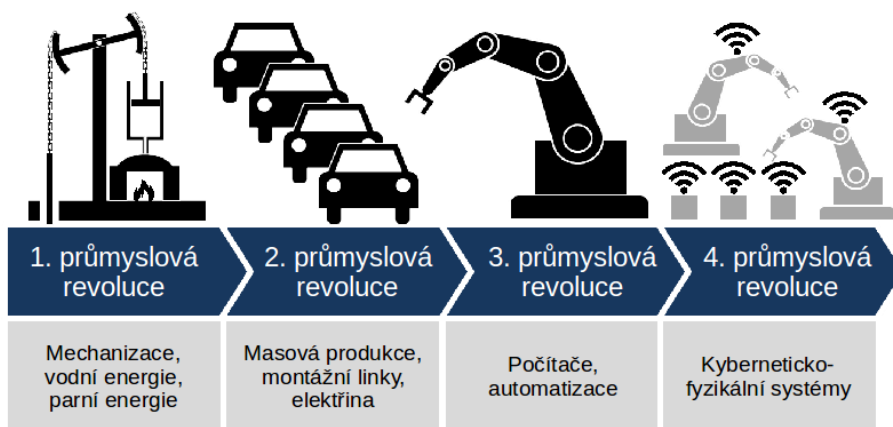 1. průmyslová
revoluce
2. průmyslová
revoluce
3. průmyslová
revoluce
4. průmyslová
revoluce
Mechanizace,
vodní energie,
parní energie
Masová produkce,
montážní linky,
elektřina
Počítače,
automatizace
Kyberneticko-
fyzikální systémy